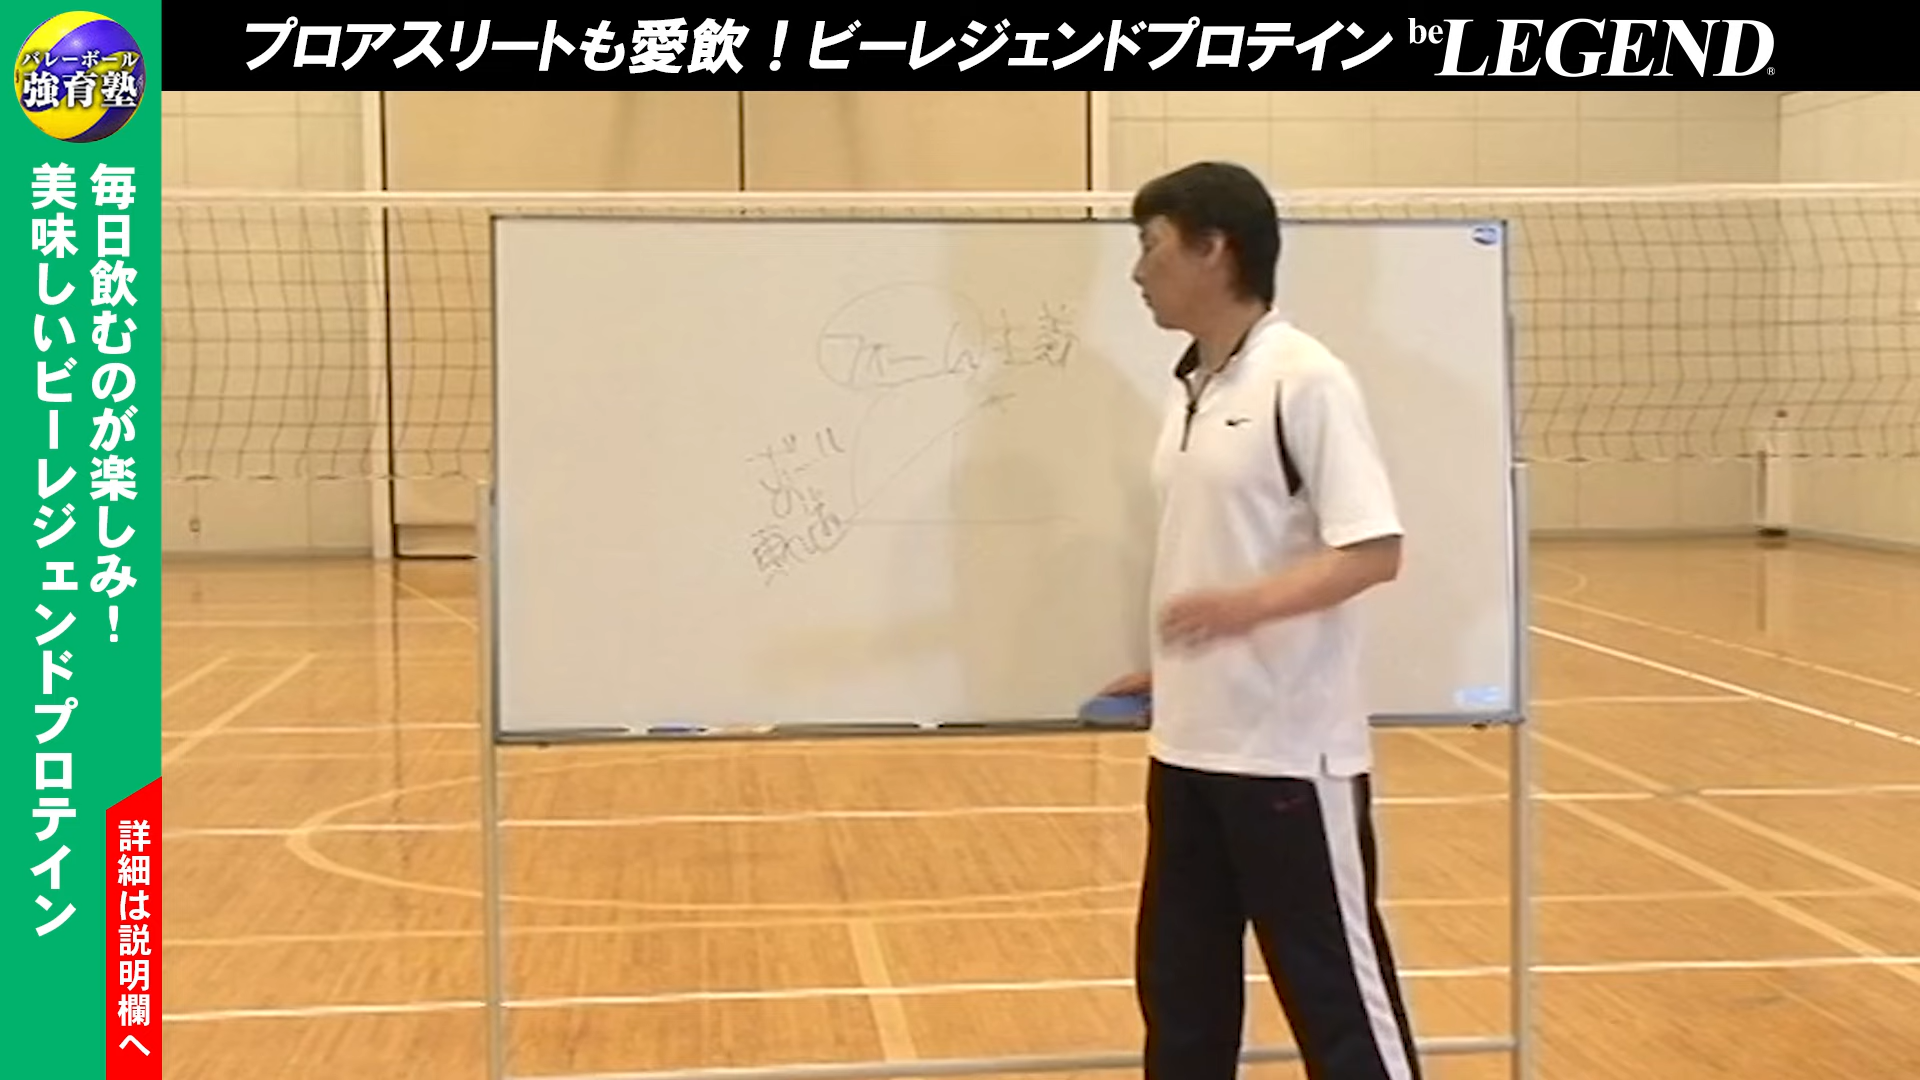 プロアスリートも愛飲！ビーレジェンドプロテイン be LEGEND®
バレーボール
強育塾
毎日飲むのが楽しみ！
美味しいビーレジェンドプロテイン
詳細は説明欄へ
フォーム
ボール